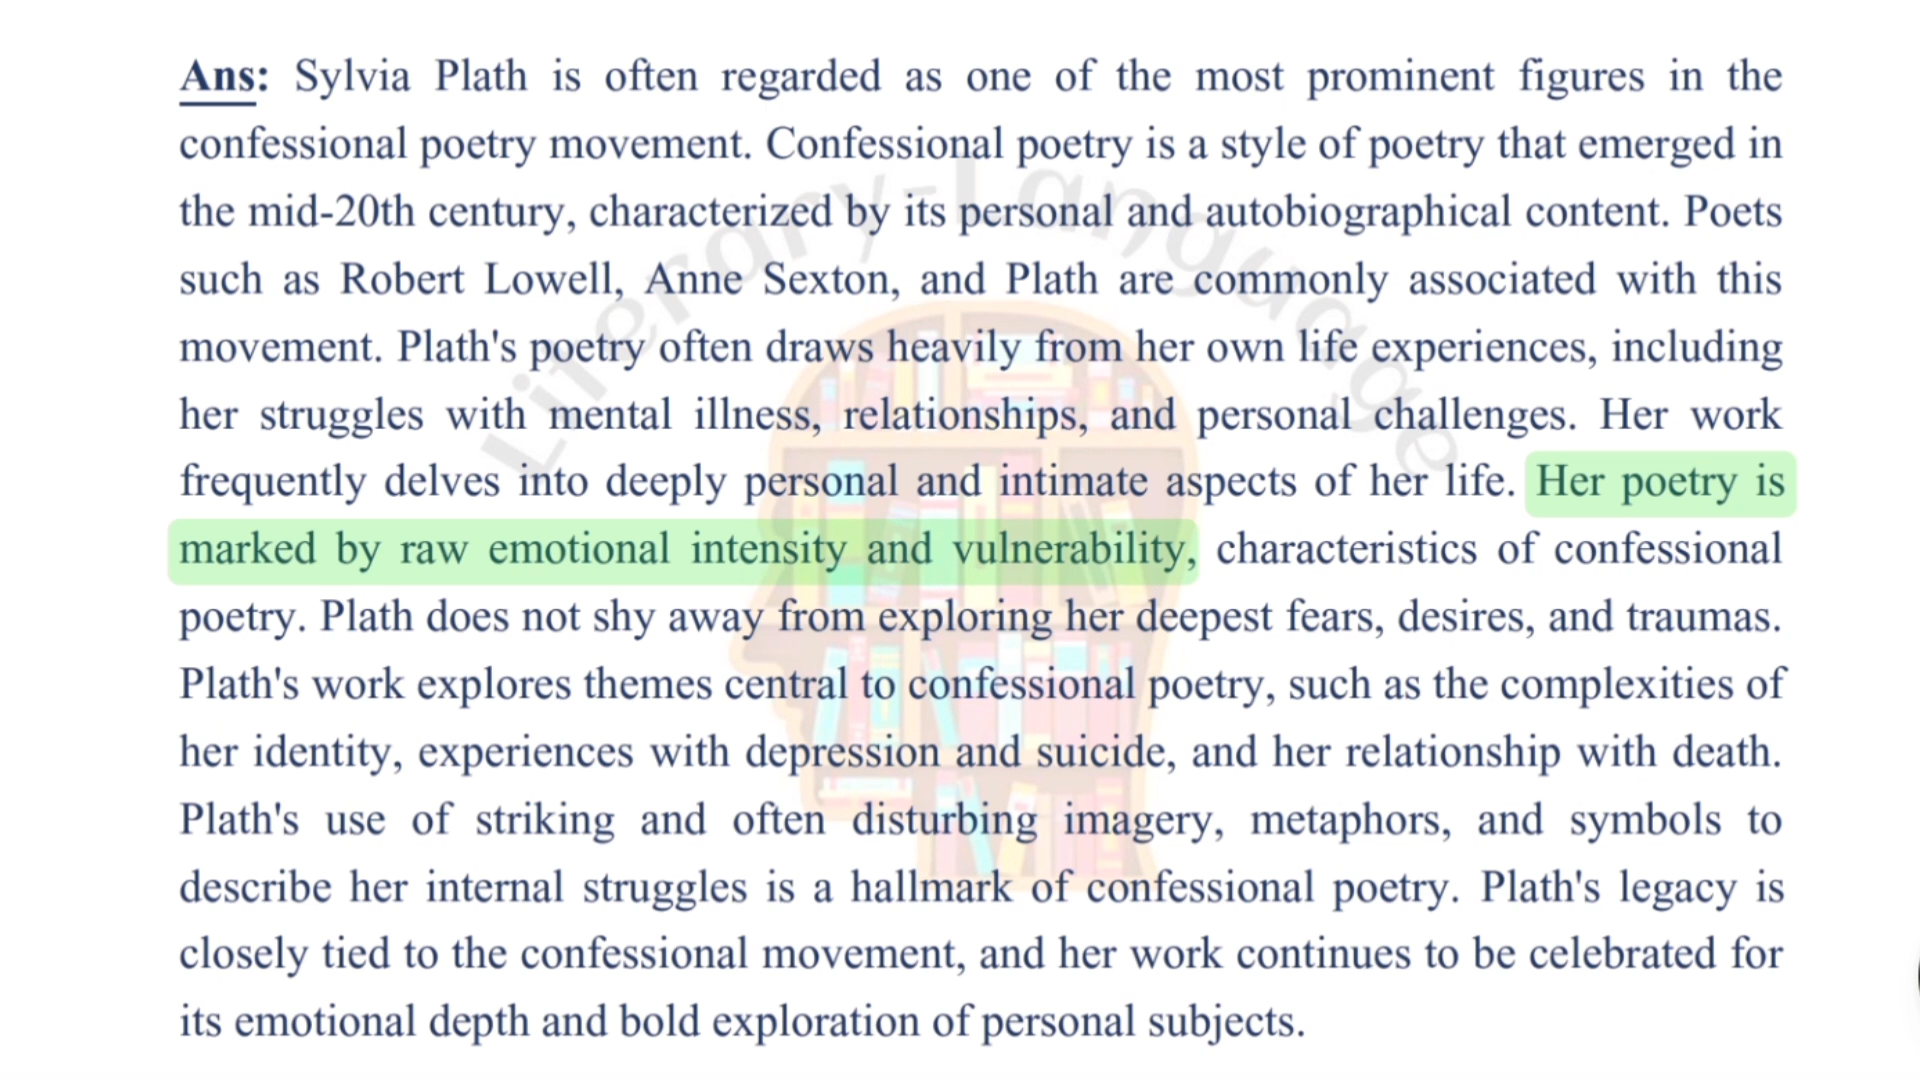 Ans: Sylvia Plath is often regarded as one of the most prominent figures in the
confessional poetry movement. Confessional poetry is a style of poetry that emerged in
the mid-20th century, characterized by its personal and autobiographical content. Poets
such as Robert Lowell, Anne Sexton, and Plath are commonly associated with this
movement. Plath's poetry often draws heavily from her own life experiences, including
her struggles with mental illness, relationships, and personal challenges. Her work
frequently delves into deeply personal and intimate aspects of her life. Her poetry is
marked by raw emotional intensity and vulnerability, characteristics of confessional
poetry. Plath does not shy away from exploring her deepest fears, desires, and traumas.
Plath's work explores themes central to confessional poetry, such as the complexities of
her identity, experiences with depression and suicide, and her relationship with death.
Plath's use of striking and often disturbing imagery, metaphors, and symbols to
describe her internal struggles is a hallmark of confessional poetry. Plath's legacy is
closely tied to the confessional movement, and her work continues to be celebrated for
its emotional depth and bold exploration of personal subjects.
Literary-Language